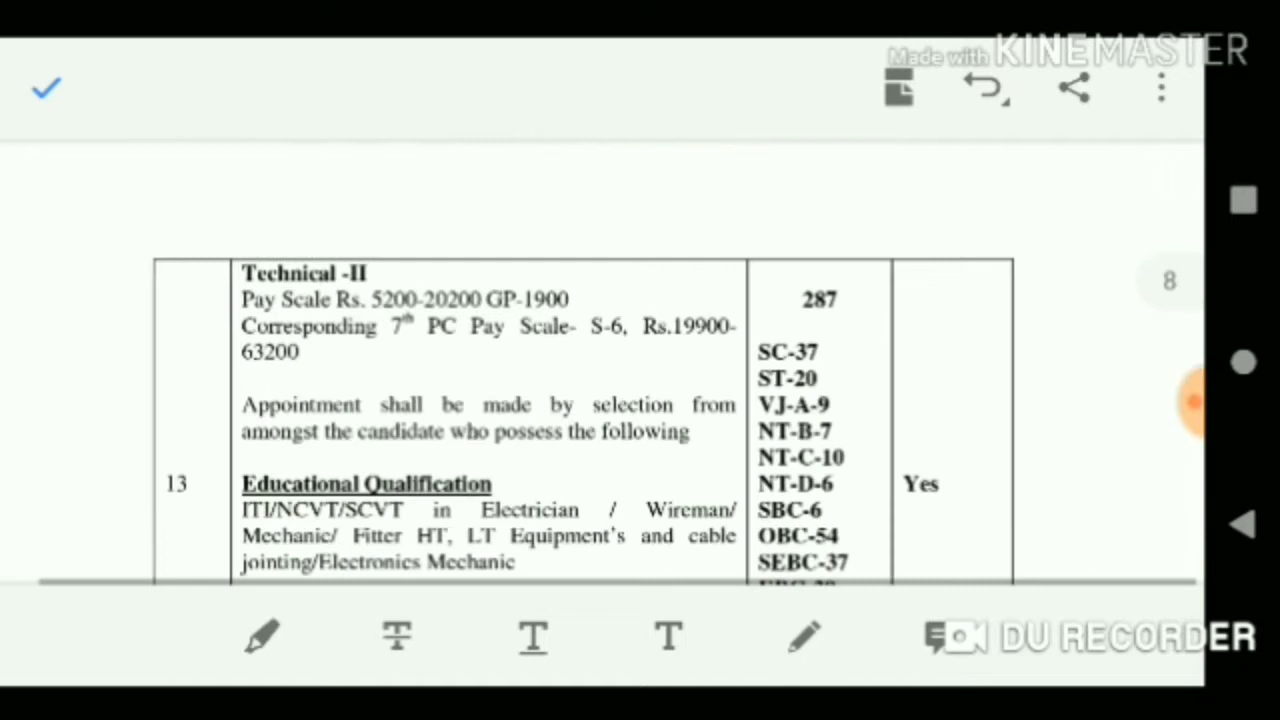 Made with KINEMASTER
8
Technical -II
Pay Scale Rs. 5200-20200 GP-1900
Corresponding 7th PC Pay Scale- S-6, Rs.19900-
63200
Appointment shall be made by selection from
amongst the candidate who possess the following
13
Educational Qualification
ITI/NCVT/SCVT in Electrician / Wireman/
Mechanic/ Fitter HT, LT Equipment's and cable
jointing/Electronics Mechanic
287
SC-37
ST-20
VJ-A-9
NT-B-7
NT-C-10
NT-D-6
SBC-6
OBC-54
SEBC-37
Yes
T
T
T
DU RECORDER